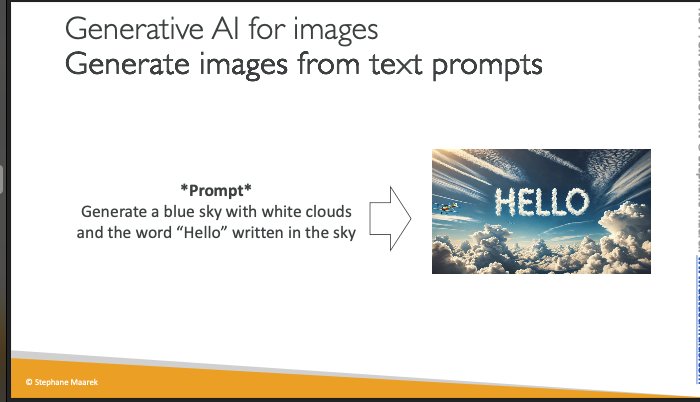 Generative AI for images
Generate images from text prompts
*Prompt*
Generate a blue sky with white clouds
and the word “Hello” written in the sky
HELLO
© Stephane Maarek